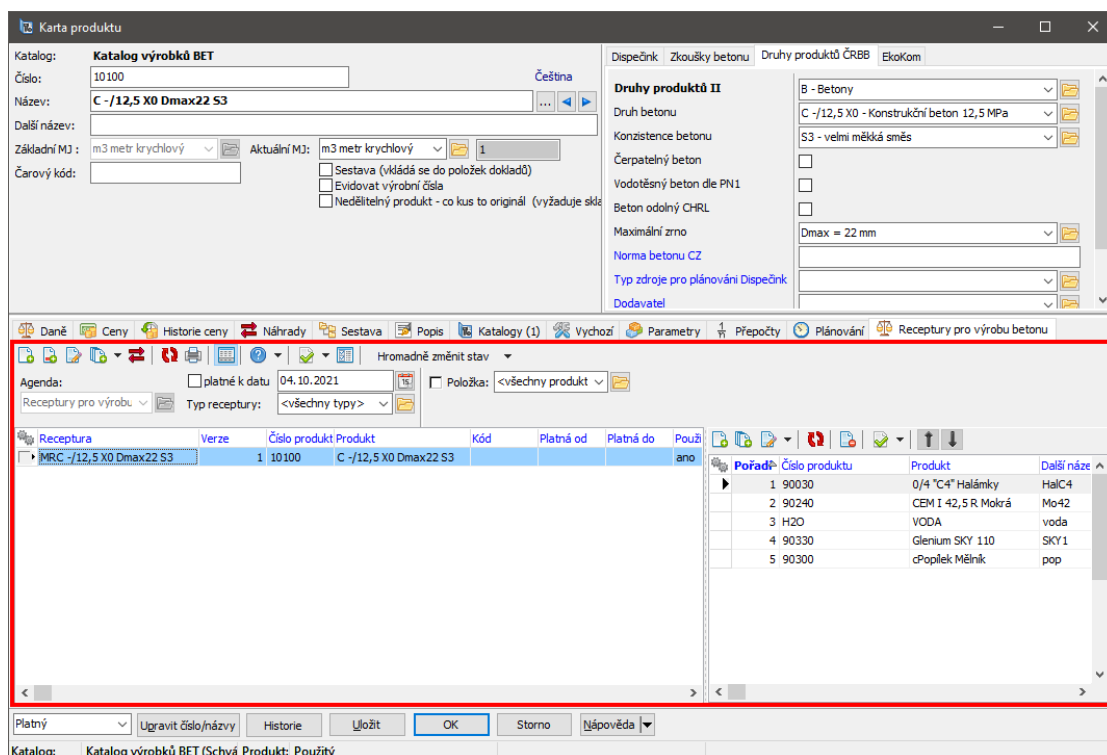 Karta produktu
Katalog: Katalog výrobků BET
Číslo: 10100 Čeština
Název: C -/12,5 X0 Dmax22 S3 ...
Další název:
Základní MJ : m3 metr krychlový Aktuální MJ: m3 metr krychlový 1
Čarový kód:
Sestava (vkládá se do položek dokladů)
Evidovat výrobní čísla
Nedělitelný produkt - co kus to originál (vyžaduje skla
Dispečink Zkoušky betonu Druhy produktů ČRBB EkoKom
Druhy produktů II B - Betony
Druh betonu C -/12,5 X0 - Konstrukční beton 12,5 MPa
Konzistence betonu S3 - velmi měkká směs
Čerpatelný beton
Vodotěsný beton dle PN1
Beton odolný CHRL
Maximální zrno Dmax = 22 mm
Norma betonu CZ
Typ zdroje pro plánováni Dispečink
Dodavatel
Daně Ceny Historie ceny Náhrady Sestava Popis Katalogy (1) Vychozí Parametry Přepočty Plánování Receptury pro výrobu betonu
Hromadně změnit stav
Agenda: platné k datu 04.10.2021 Položka: <všechny produkt
Receptury pro výrobu Typ receptury: <všechny typy>
Receptura Verze Číslo produkt Produkt Kód Platná od Platná do Použi
MRC -/12,5 X0 Dmax22 S3 1 10100 C -/12,5 X0 Dmax22 S3 ano
Pořadí Číslo produktu Produkt Další náze
1 90030 0/4 "C4" Halámky HalC4
2 90240 CEM I 42,5 R Mokrá Mo42
3 H2O VODA voda
4 90330 Glenium SKY 110 SKY1
5 90300 cPopílek Mělník pop
Platný Upravit číslo/názvy Historie Uložit OK Storno Nápověda
Katalog: Katalog výrobků BET (Schvá Produkt: Použitý